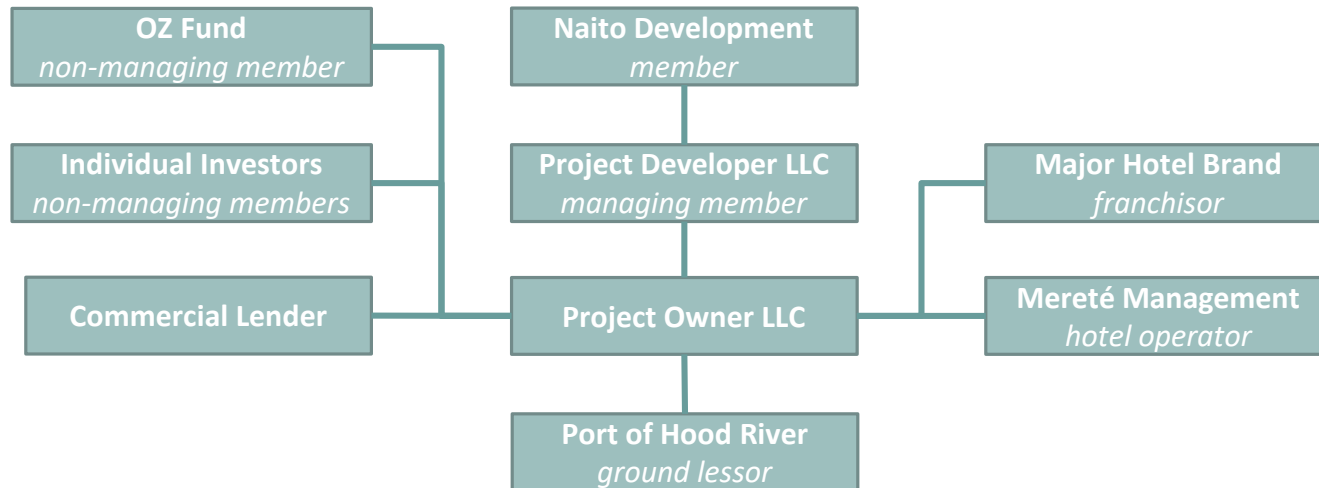 OZ Fund
non-managing member
Naito Development
member
Individual Investors
non-managing members
Project Developer LLC
managing member
Major Hotel Brand
franchisor
Commercial Lender
Project Owner LLC
Mereté Management
hotel operator
Port of Hood River
ground lessor